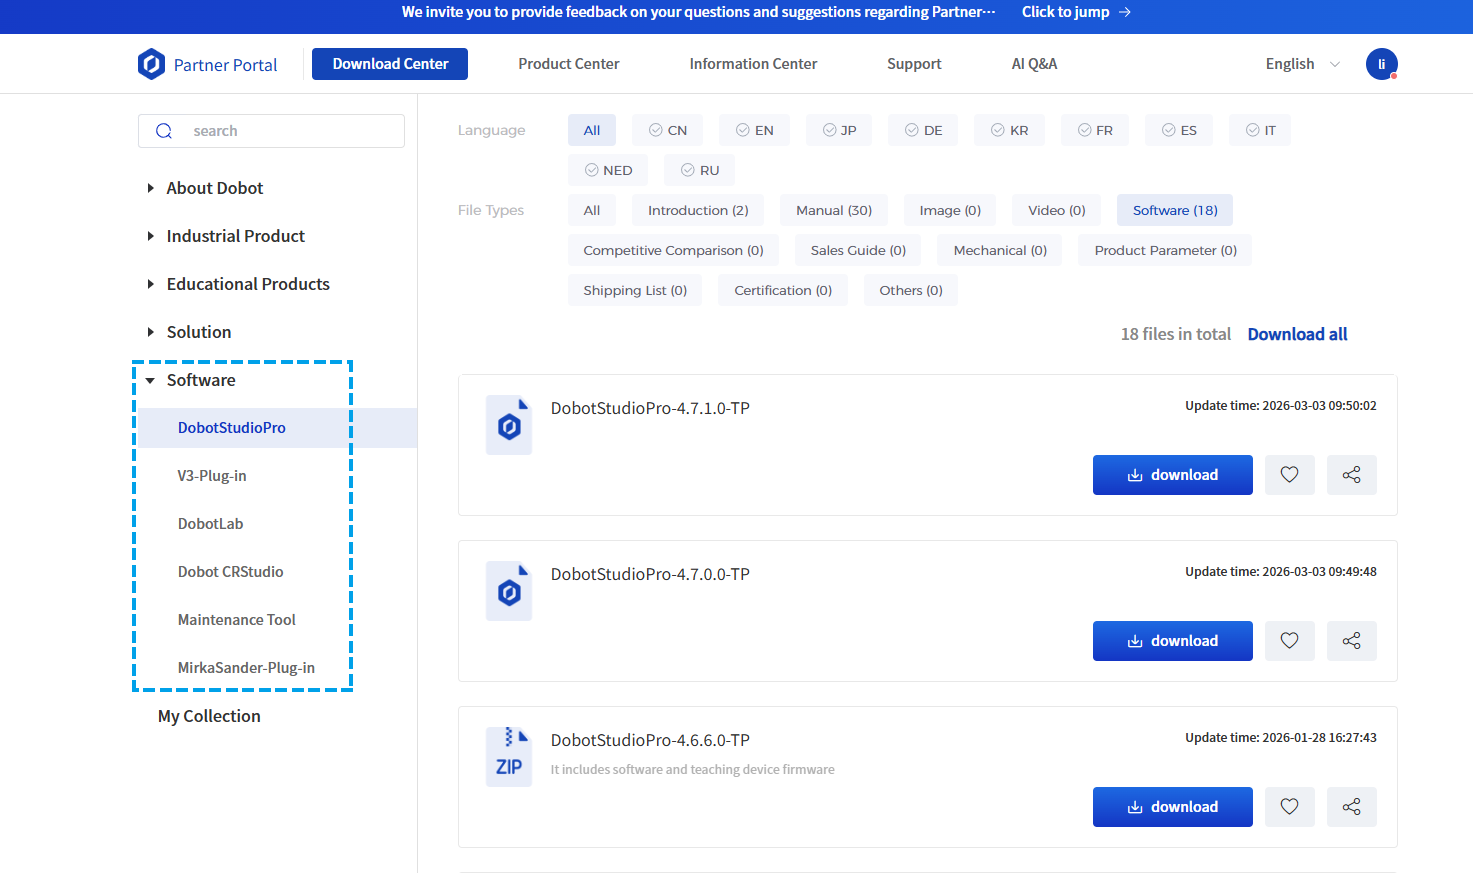 We invite you to provide feedback on your questions and suggestions regarding Partner··· Click to jump →
Partner Portal Download Center Product Center Information Center Support AI Q&A English li
search
About Dobot
Industrial Product
Educational Products
Solution
Software
DobotStudioPro
V3-Plug-in
DobotLab
Dobot CRStudio
Maintenance Tool
MirkaSander-Plug-in
My Collection
Language All CN EN JP DE KR FR ES IT
NED RU
File Types All Introduction (2) Manual (30) Image (0) Video (0) Software (18)
Competitive Comparison (0) Sales Guide (0) Mechanical (0) Product Parameter (0)
Shipping List (0) Certification (0) Others (0)
18 files in total Download all
DobotStudioPro-4.7.1.0-TP Update time: 2026-03-03 09:50:02
download
DobotStudioPro-4.7.0.0-TP Update time: 2026-03-03 09:49:48
download
ZIP
DobotStudioPro-4.6.6.0-TP Update time: 2026-01-28 16:27:43
It includes software and teaching device firmware
download